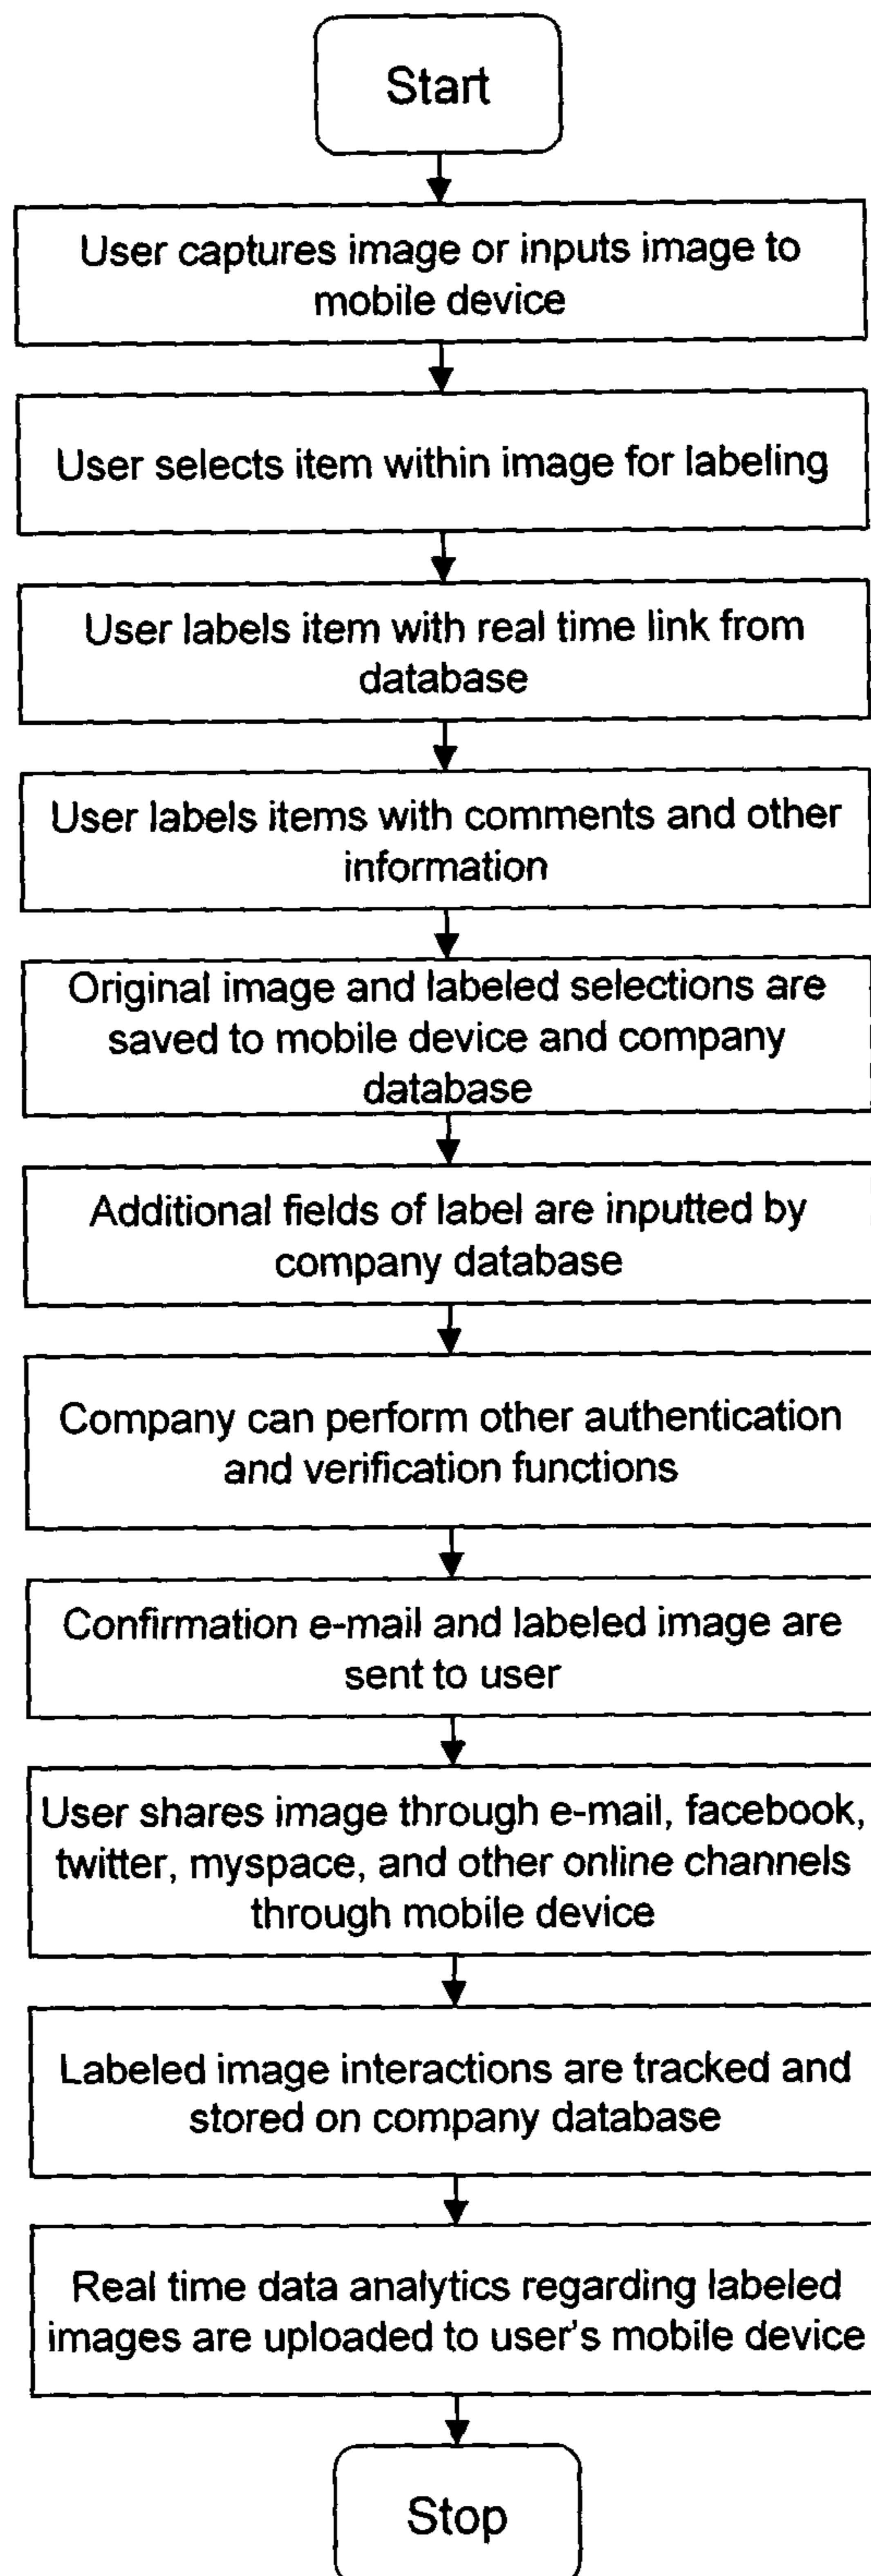 Start
User captures image or inputs image to
mobile device
User selects item within image for labeling
User labels item with real time link from
database
User labels items with comments and other
information
Original image and labeled selections are
saved to mobile device and company
database
Additional fields of label are inputted by
company database
Company can perform other authentication
and verification functions
Confirmation e-mail and labeled image are
sent to user
User shares image through e-mail, facebook,
twitter, myspace, and other online channels
through mobile device
Labeled image interactions are tracked and
stored on company database
Real time data analytics regarding labeled
images are uploaded to user's mobile device
Stop